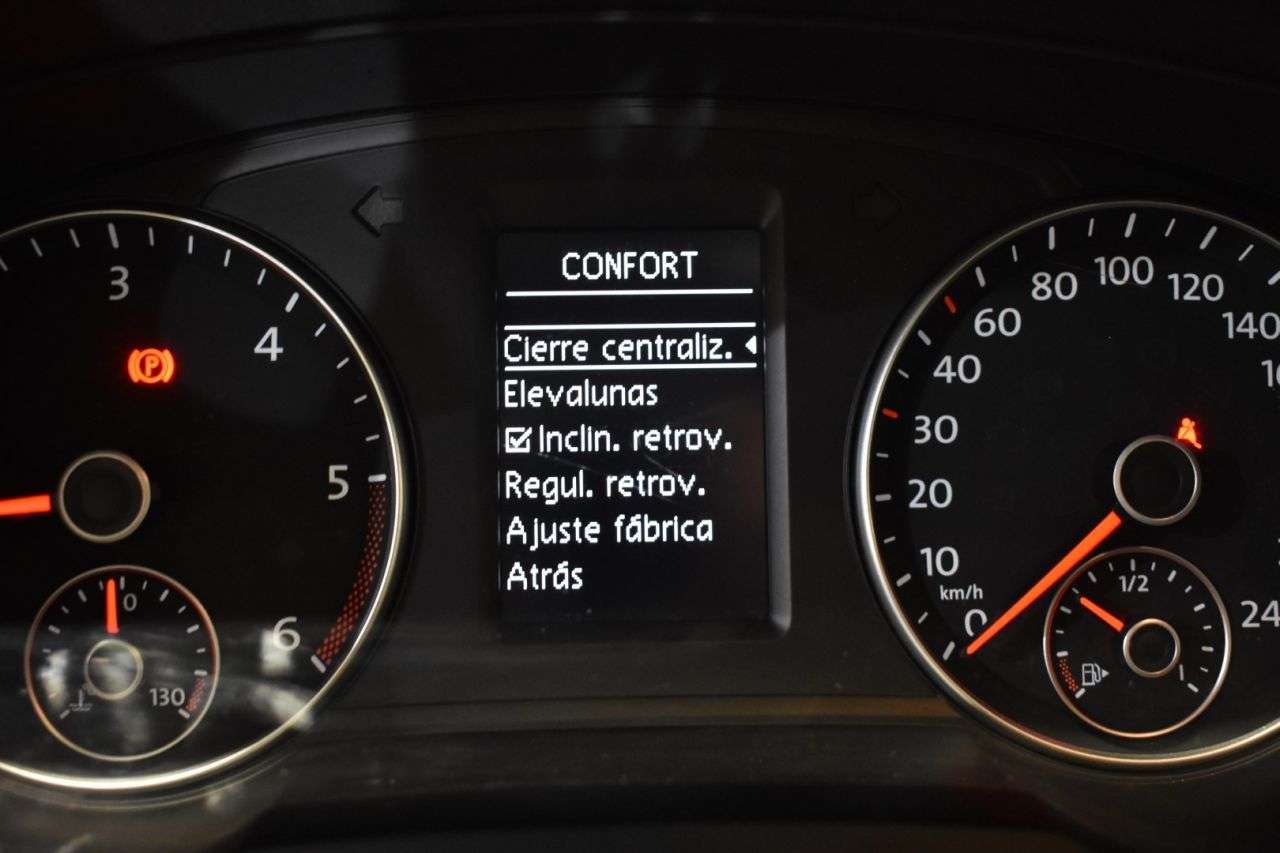 CONFORT
Cierre centraliz.
Elevalunas
Inclin. retrov.
Regul. retrov.
Ajuste fábrica
Atrás
3
4
5
6
P
0
130
0
10
20
30
40
60
80
100
120
140
km/h
1/2